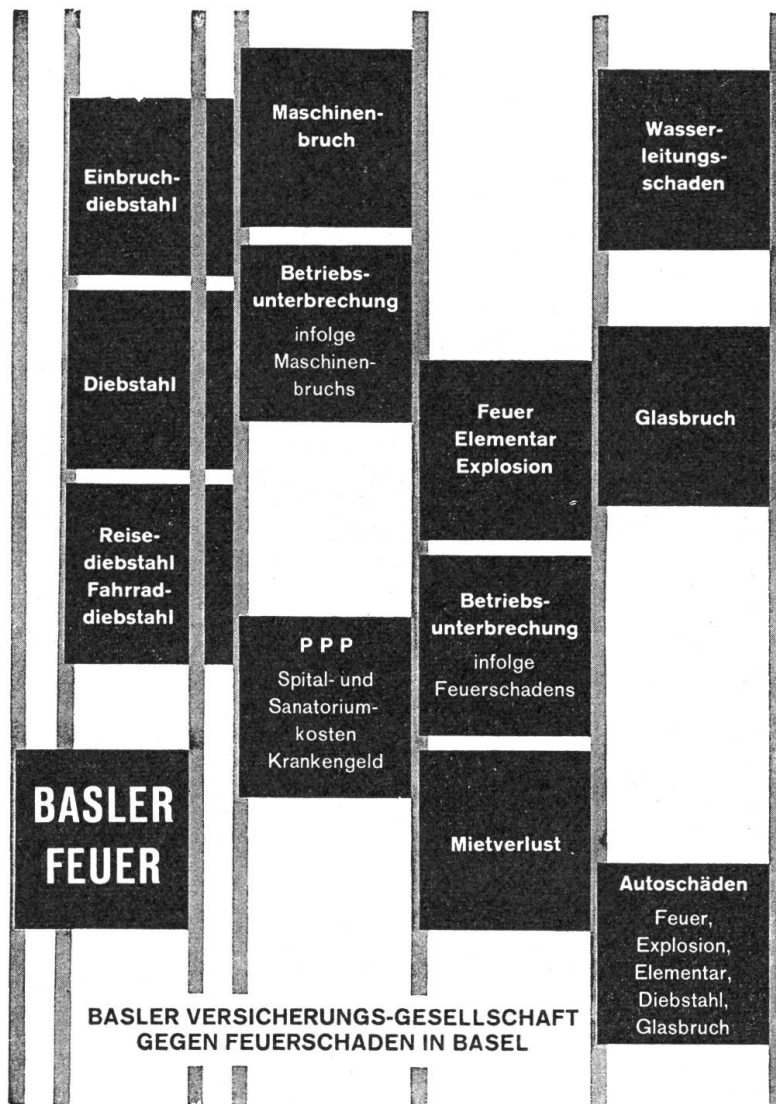 Einbruch-
diebstahl
Diebstahl
Reise-
diebstahl
Fahrrad-
diebstahl
BASLER
FEUER
Maschinen-
bruch
Betriebs-
unterbrechung
infolge
Maschinen-
bruchs
P P P
Spital- und
Sanatorium-
kosten
Krankengeld
Feuer
Elementar
Explosion
Betriebs-
unterbrechung
infolge
Feuerschadens
Mietverlust
Wasser-
leitungs-
schaden
Glasbruch
Autoschäden
Feuer,
Explosion,
Elementar,
Diebstahl,
Glasbruch
BASLER VERSICHERUNGS-GESELLSCHAFT
GEGEN FEUERSCHADEN IN BASEL